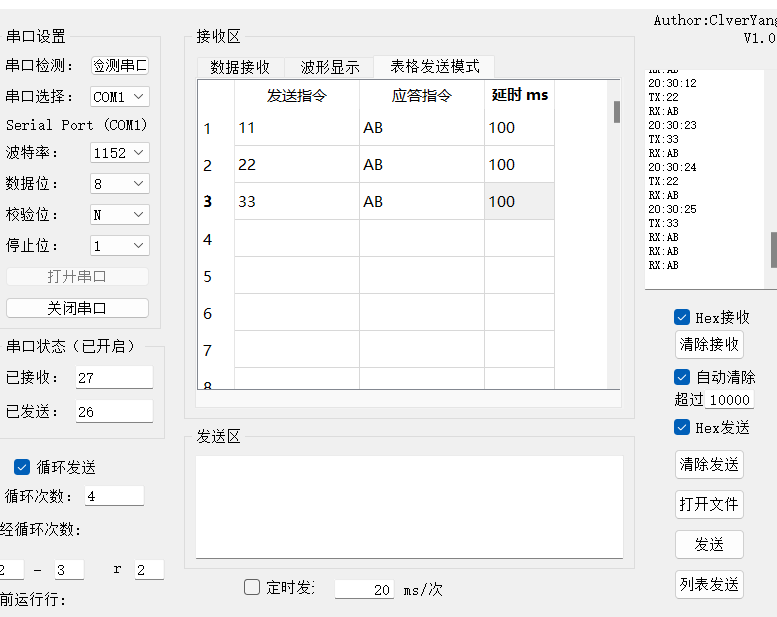 Author:ClverYang
V1.0
串口设置
串口检测：
检测串口
串口选择：
COM1
Serial Port (COM1)
波特率：
1152
数据位：
8
校验位：
N
停止位：
1
打开串口
关闭串口
串口状态（已开启）
已接收：
27
已发送：
26
循环发送
循环次数：
4
经循环次数:
2 - 3 r 2
前运行行:
接收区
数据接收 波形显示 表格发送模式
发送指令 应答指令 延时 ms
1 11 AB 100
2 22 AB 100
3 33 AB 100
4
5
6
7
8
发送区
定时发
20 ms/次
RX:AB
20:30:12
TX:22
RX:AB
20:30:23
TX:33
RX:AB
20:30:24
TX:22
RX:AB
20:30:25
TX:33
RX:AB
RX:AB
RX:AB
Hex接收
清除接收
自动清除
超过 10000
Hex发送
清除发送
打开文件
发送
列表发送